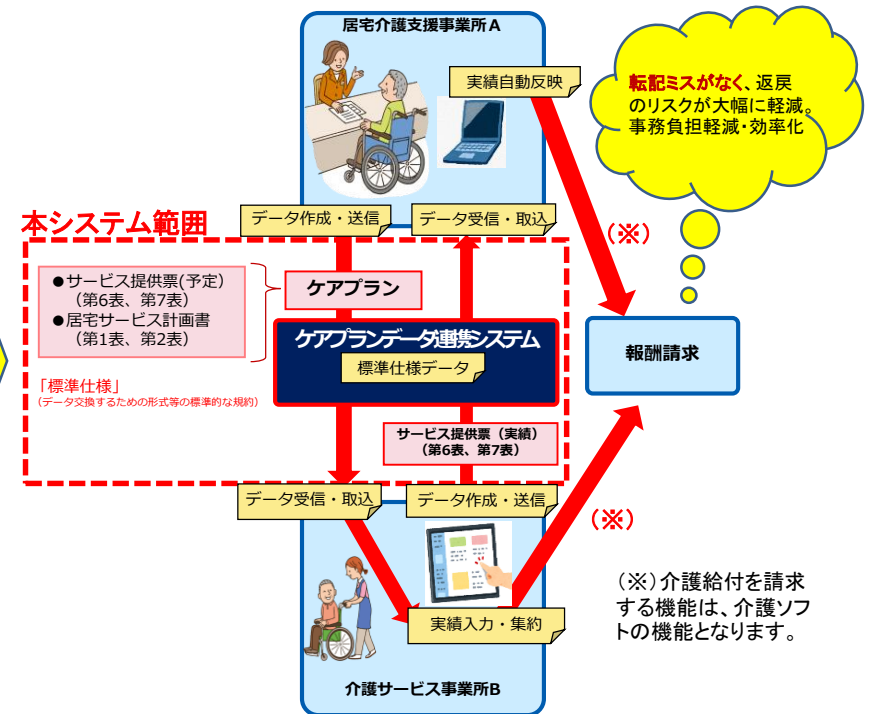 居宅介護支援事業所A
実績自動反映
転記ミスがなく、返戻
のリスクが大幅に軽減。
事務負担軽減・効率化
データ作成・送信
データ受信・取込
本システム範囲
(※)
●サービス提供票(予定)
(第6表、第7表)
●居宅サービス計画書
(第1表、第2表)
ケアプラン
ケアプランデータ連携システム
標準仕様データ
報酬請求
「標準仕様」
(データ交換するための形式等の標準的な規約)
サービス提供票(実績)
(第6表、第7表)
データ受信・取込
データ作成・送信
(※)
(※)介護給付を請求
する機能は、介護ソフ
トの機能となります。
実績入力・集約
介護サービス事業所B